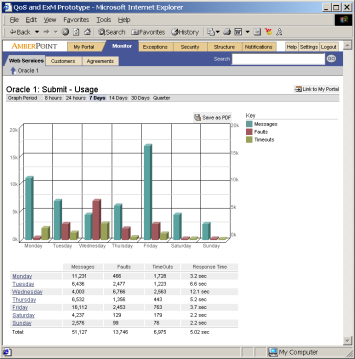 QoS and ExM Prototype - Microsoft Internet Explorer
File Edit View Favorites Tools Help
Back Search Favorites History
AMBERPOINT My Portal Monitor Exceptions Security Structure Notifications Help Settings Logout
Web Services Customers Agreements Search: GO
Oracle 1
Oracle 1: Submit - Usage Link to My Portal
Graph Period: 8 hours 24 hours 7 Days 14 Days 30 Days Quarter
Save as PDF
Key
Messages
Faults
Timeouts
20k 20k
15k 15k
10k 10k
5k 5k
0k 0k
Monday Tuesday Wednesday Thursday Friday Saturday Sunday
Messages Faults TimeOuts Response Time
Monday 11,231 466 1,728 3.2 sec
Tuesday 6,436 2,477 1,223 6.6 sec
Wednesday 4,003 6,766 2,563 12.1 sec
Thursday 6,532 1,356 443 5.2 sec
Friday 16,112 2,453 763 3.7 sec
Saturday 4,237 129 179 2.2 sec
Sunday 2,576 99 76 2.2 sec
Total: 51,127 13,746 6,975 5.02 sec
My Computer